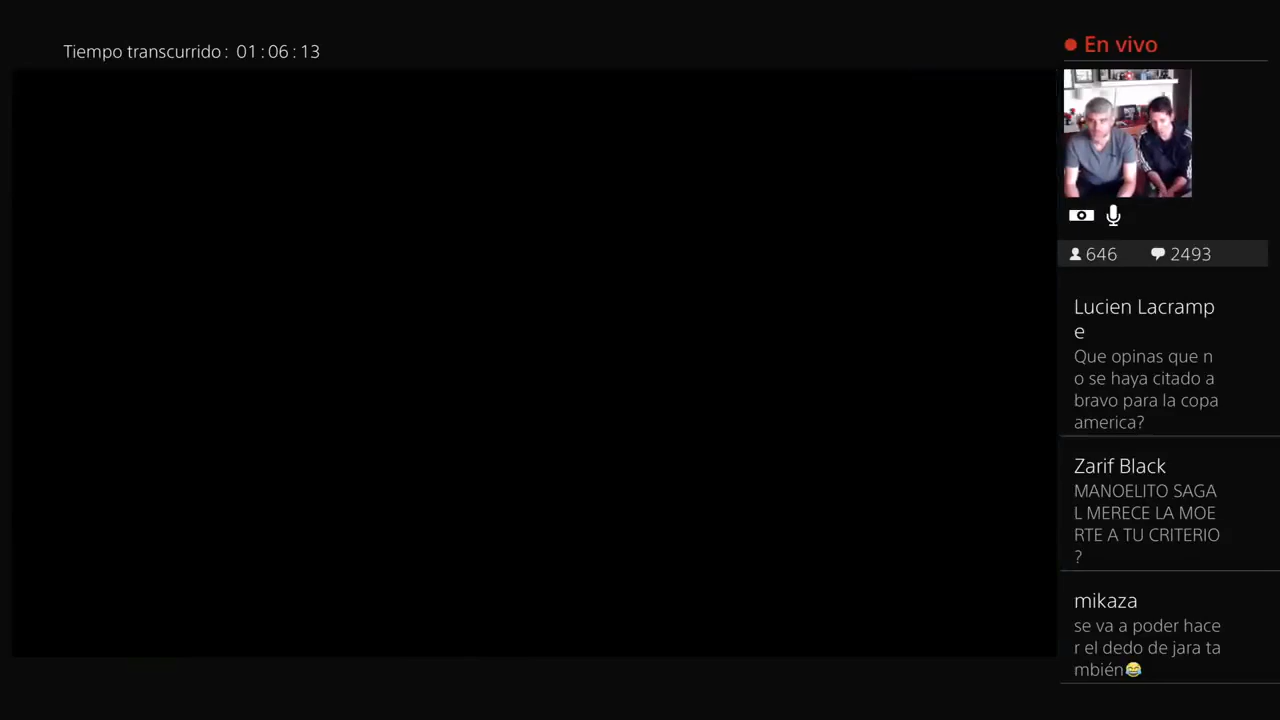 Tiempo transcurrido: 01:06:13
En vivo
646 2493
Lucien Lacramp
e
Que opinas que n
o se haya citado a
bravo para la copa
america?
Zarif Black
MANOELITO SAGA
L MERECE LA MOE
RTE A TU CRITERIO
?
mikaza
se va a poder hace
r el dedo de jara ta
mbién😂